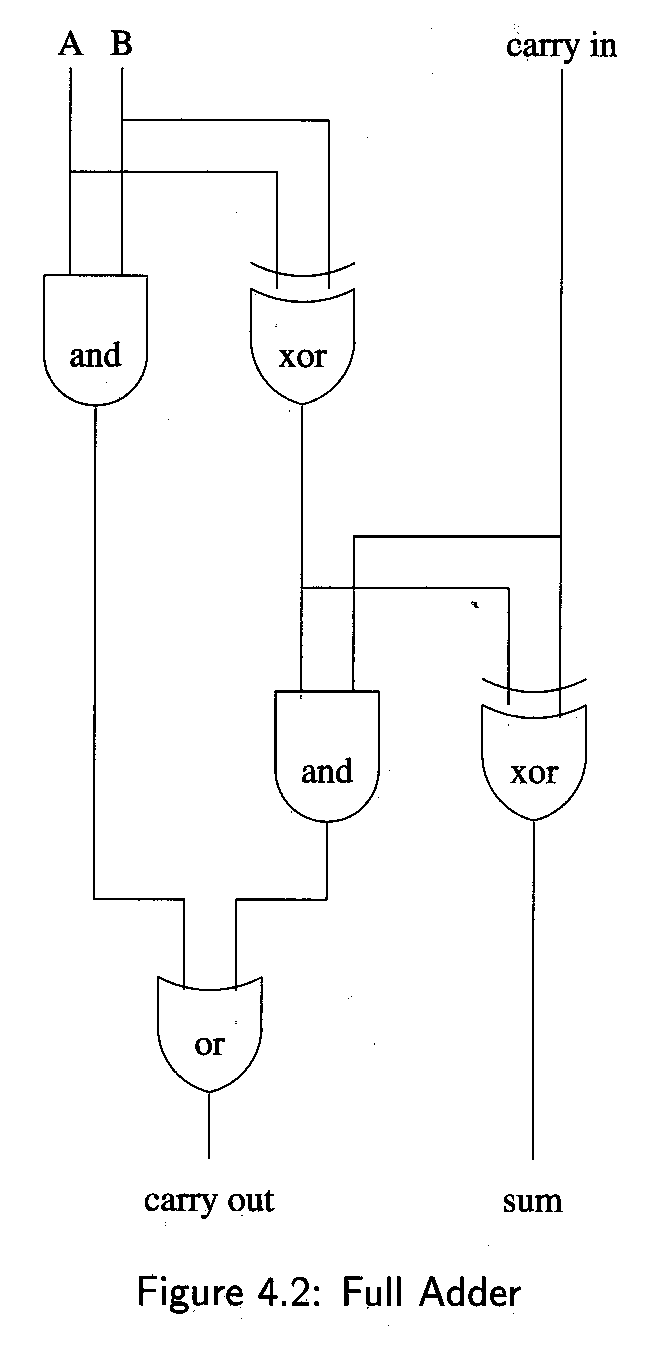 A B carry in
and xor
and xor
or
carry out sum
Figure 4.2: Full Adder